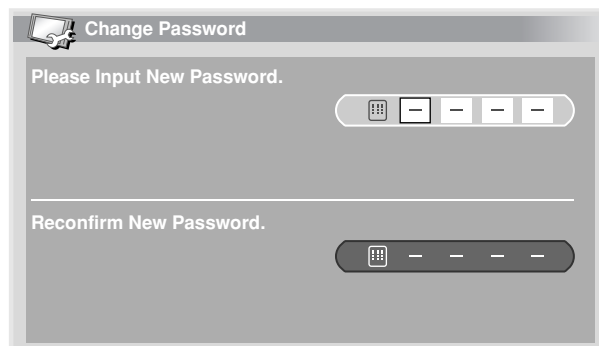 Change Password
Please Input New Password.
– – – –
Reconfirm New Password.
– – – –